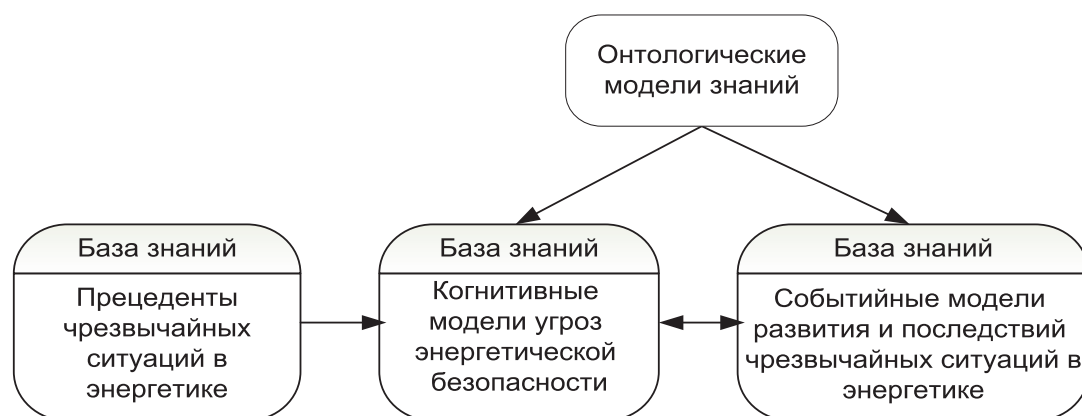 Онтологические
модели знаний
База знаний
Прецеденты
чрезвычайных
ситуаций в
энергетике
База знаний
Когнитивные
модели угроз
энергетической
безопасности
База знаний
Событийные модели
развития и последствий
чрезвычайных ситуаций в
энергетике